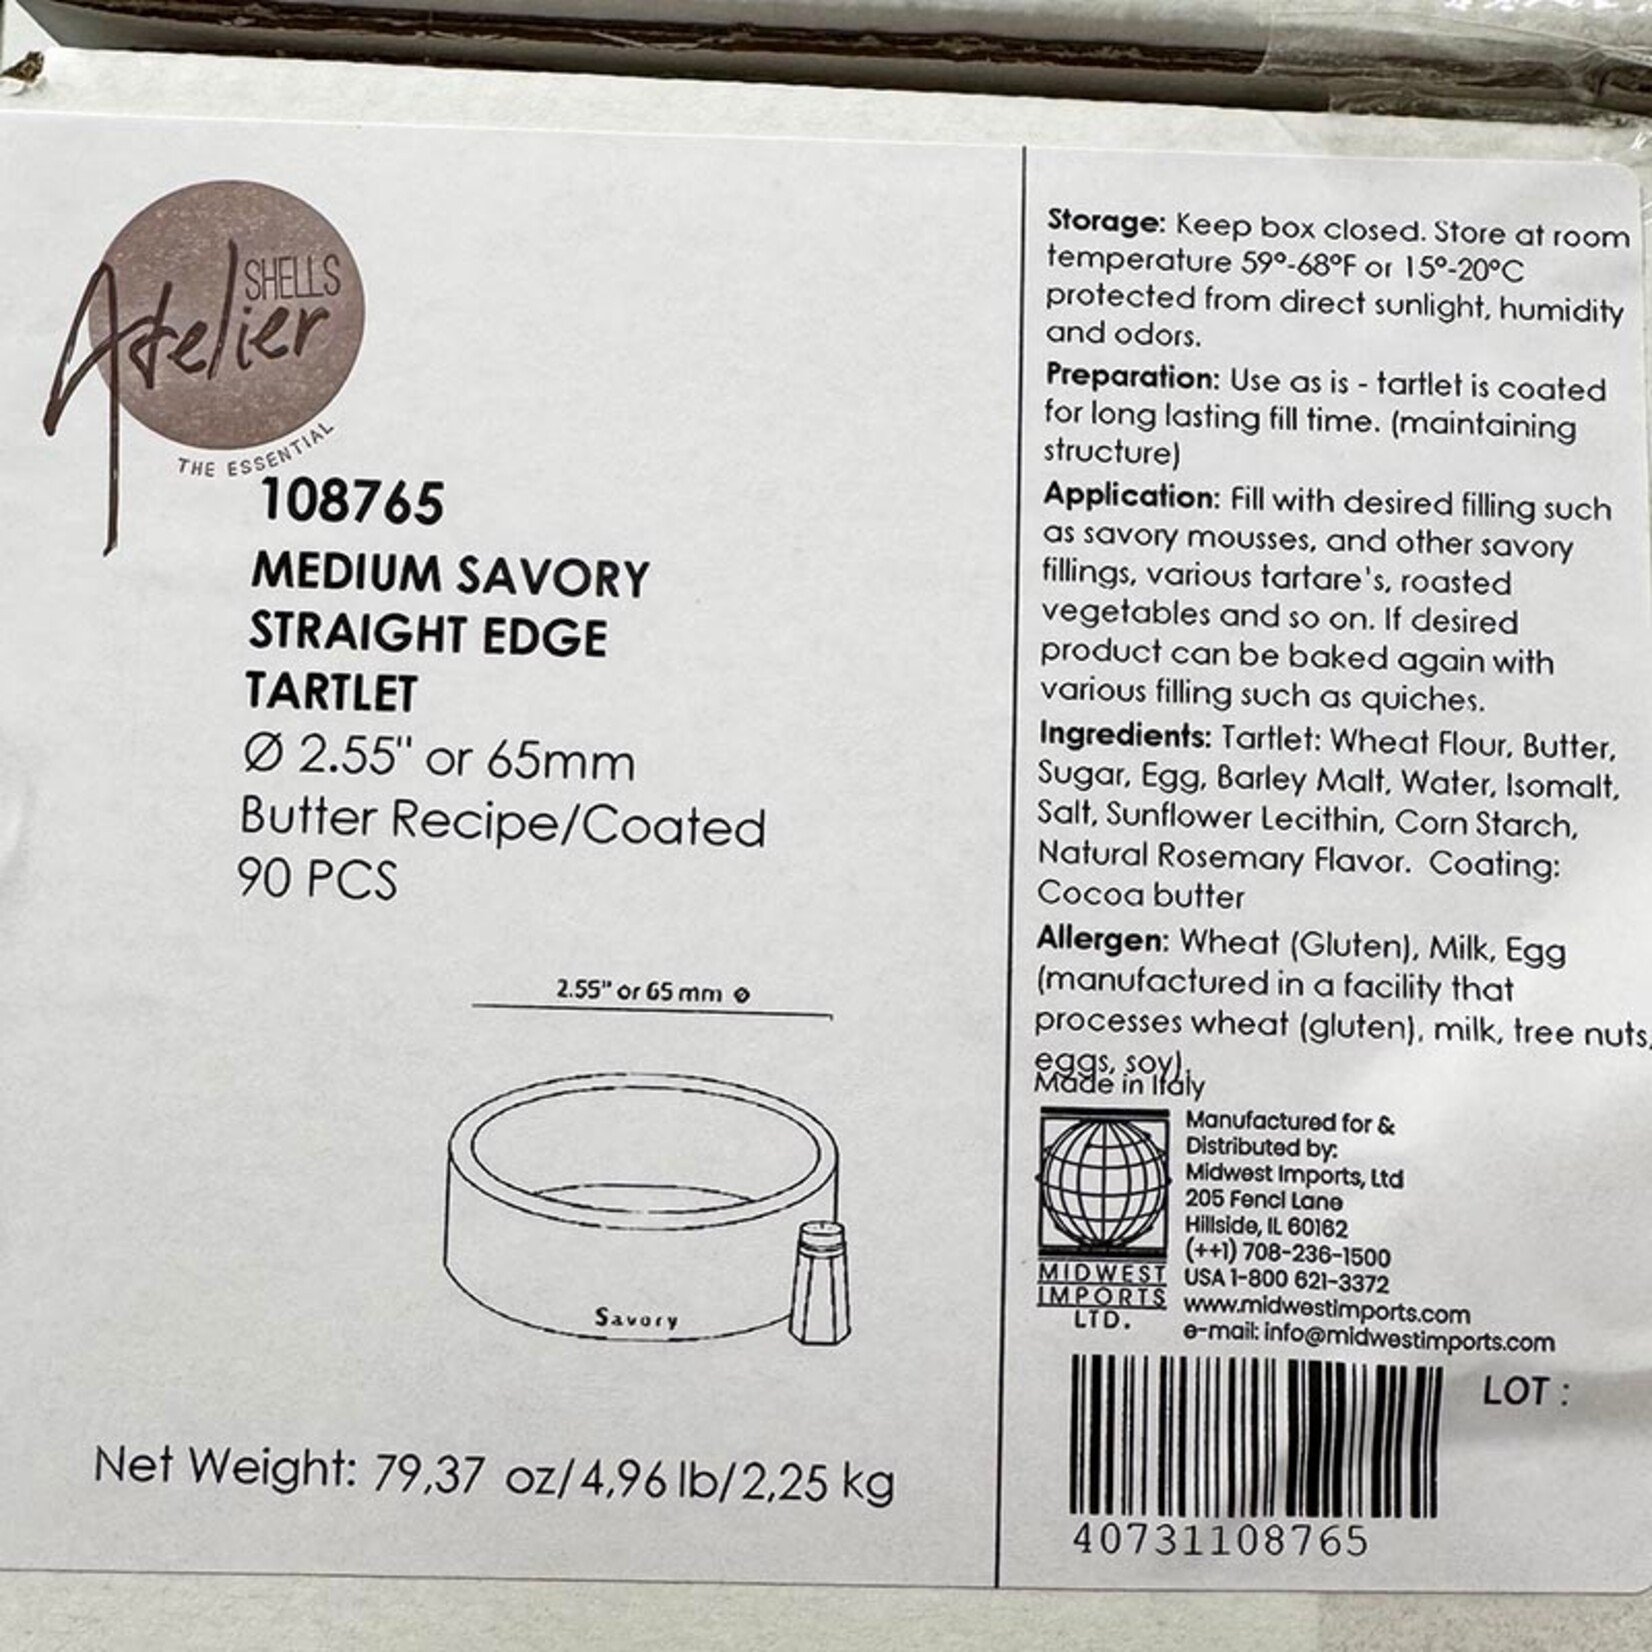 SHELLS
Atelier
THE ESSENTIAL
108765
MEDIUM SAVORY
STRAIGHT EDGE
TARTLET
Ø 2.55" or 65mm
Butter Recipe/Coated
90 PCS
2.55" or 65 mm ⌀
Savory
Net Weight: 79,37 oz/4,96 lb/2,25 kg
Storage: Keep box closed. Store at room
temperature 59º-68ºF or 15º-20ºC
protected from direct sunlight, humidity
and odors.
Preparation: Use as is - tartlet is coated
for long lasting fill time. (maintaining
structure)
Application: Fill with desired filling such
as savory mousses, and other savory
fillings, various tartare's, roasted
vegetables and so on. If desired
product can be baked again with
various filling such as quiches.
Ingredients: Tartlet: Wheat Flour, Butter,
Sugar, Egg, Barley Malt, Water, Isomalt,
Salt, Sunflower Lecithin, Corn Starch,
Natural Rosemary Flavor. Coating:
Cocoa butter
Allergen: Wheat (Gluten), Milk, Egg
(manufactured in a facility that
processes wheat (gluten), milk, tree nuts,
eggs, soy).
Made in Italy
MIDWEST
IMPORTS
LTD.
Manufactured for &
Distributed by:
Midwest Imports, Ltd
205 Fencl Lane
Hillside, IL 60162
(++1) 708-236-1500
USA 1-800 621-3372
www.midwestimports.com
e-mail: info@midwestimports.com
LOT :
40731108765